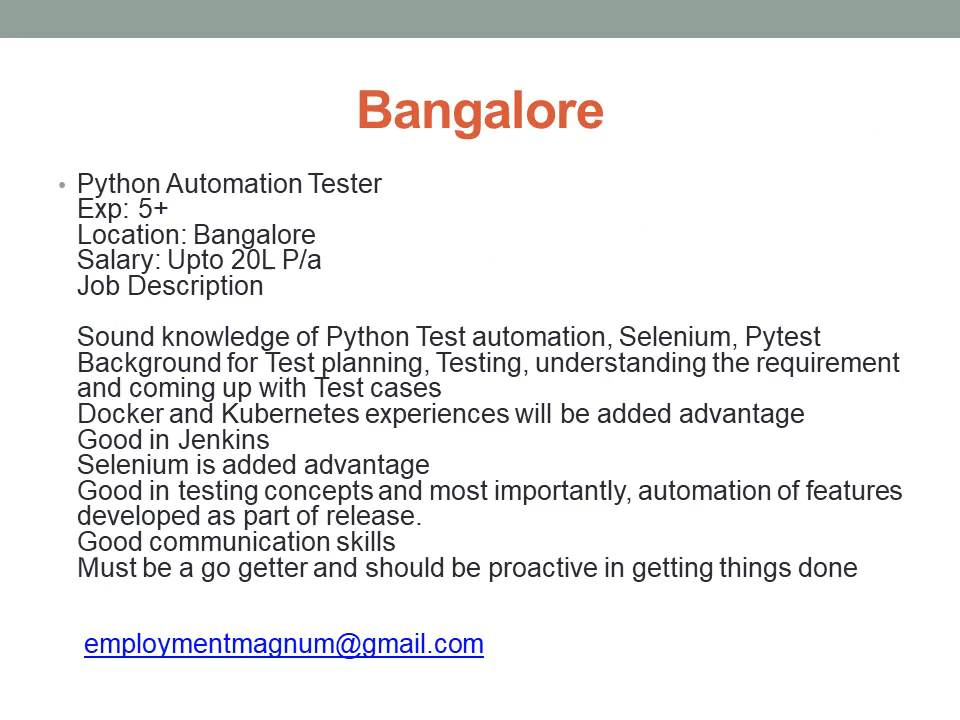 Bangalore
• Python Automation Tester
Exp: 5+
Location: Bangalore
Salary: Upto 20L P/a
Job Description
Sound knowledge of Python Test automation, Selenium, Pytest
Background for Test planning, Testing, understanding the requirement
and coming up with Test cases
Docker and Kubernetes experiences will be added advantage
Good in Jenkins
Selenium is added advantage
Good in testing concepts and most importantly, automation of features
developed as part of release.
Good communication skills
Must be a go getter and should be proactive in getting things done
employmentmagnum@gmail.com